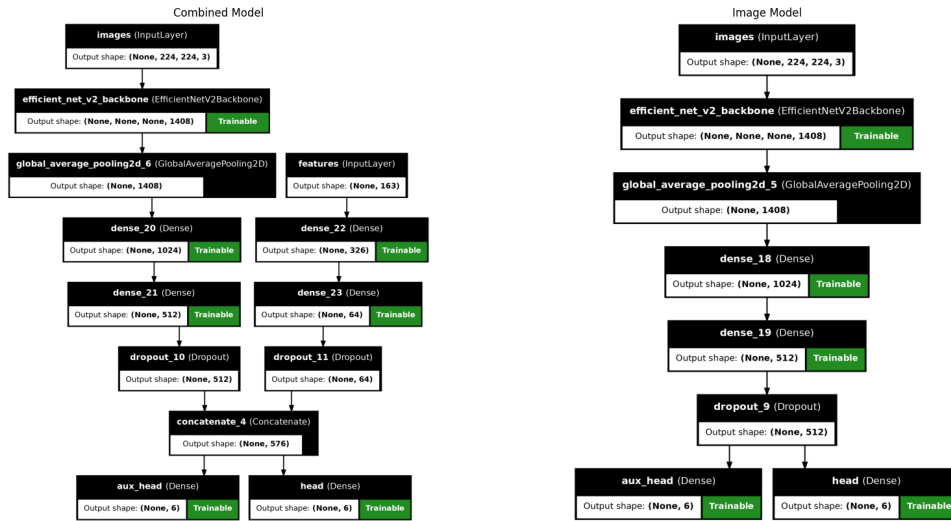 Combined Model
images (InputLayer)
Output shape: (None, 224, 224, 3)
efficient_net_v2_backbone (EfficientNetV2Backbone)
Output shape: (None, None, None, 1408)
Trainable
global_average_pooling2d_6 (GlobalAveragePooling2D)
Output shape: (None, 1408)
features (InputLayer)
Output shape: (None, 163)
dense_20 (Dense)
Output shape: (None, 1024)
Trainable
dense_22 (Dense)
Output shape: (None, 326)
Trainable
dense_21 (Dense)
Output shape: (None, 512)
Trainable
dense_23 (Dense)
Output shape: (None, 64)
Trainable
dropout_10 (Dropout)
Output shape: (None, 512)
dropout_11 (Dropout)
Output shape: (None, 64)
concatenate_4 (Concatenate)
Output shape: (None, 576)
aux_head (Dense)
Output shape: (None, 6)
Trainable
head (Dense)
Output shape: (None, 6)
Trainable
Image Model
images (InputLayer)
Output shape: (None, 224, 224, 3)
efficient_net_v2_backbone (EfficientNetV2Backbone)
Output shape: (None, None, None, 1408)
Trainable
global_average_pooling2d_5 (GlobalAveragePooling2D)
Output shape: (None, 1408)
dense_18 (Dense)
Output shape: (None, 1024)
Trainable
dense_19 (Dense)
Output shape: (None, 512)
Trainable
dropout_9 (Dropout)
Output shape: (None, 512)
aux_head (Dense)
Output shape: (None, 6)
Trainable
head (Dense)
Output shape: (None, 6)
Trainable